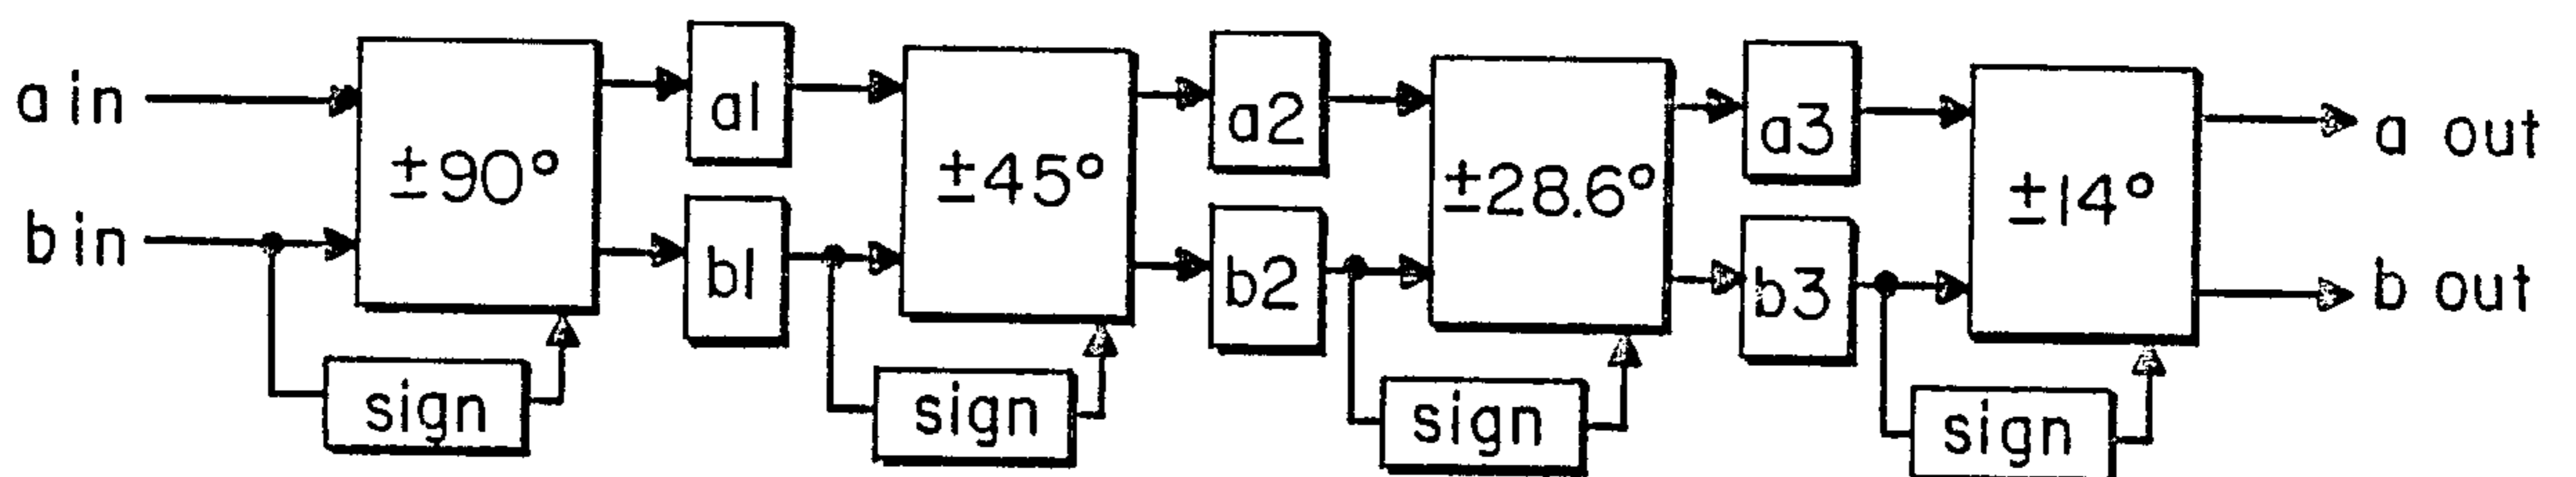 a in
b in
±90°
sign
a1
b1
±45°
sign
a2
b2
±28.6°
sign
a3
b3
±14°
sign
a out
b out